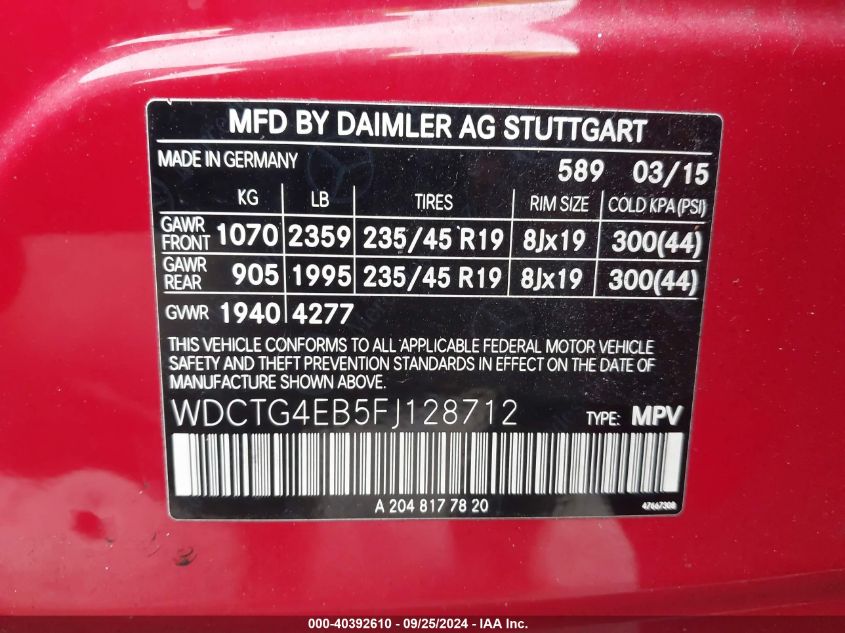 MFD BY DAIMLER AG STUTTGART
MADE IN GERMANY 589 03/15
KG LB TIRES RIM SIZE COLD KPA (PSI)
GAWR FRONT 1070 2359 235/45 R19 8Jx19 300(44)
GAWR REAR 905 1995 235/45 R19 8Jx19 300(44)
GVWR 1940 4277
THIS VEHICLE CONFORMS TO ALL APPLICABLE FEDERAL MOTOR VEHICLE
SAFETY AND THEFT PREVENTION STANDARDS IN EFFECT ON THE DATE OF
MANUFACTURE SHOWN ABOVE.
WDCTG4EB5FJ128712 TYPE: MPV
A 204 817 78 20 47667308
000-40392610 - 09/25/2024 - IAA Inc.